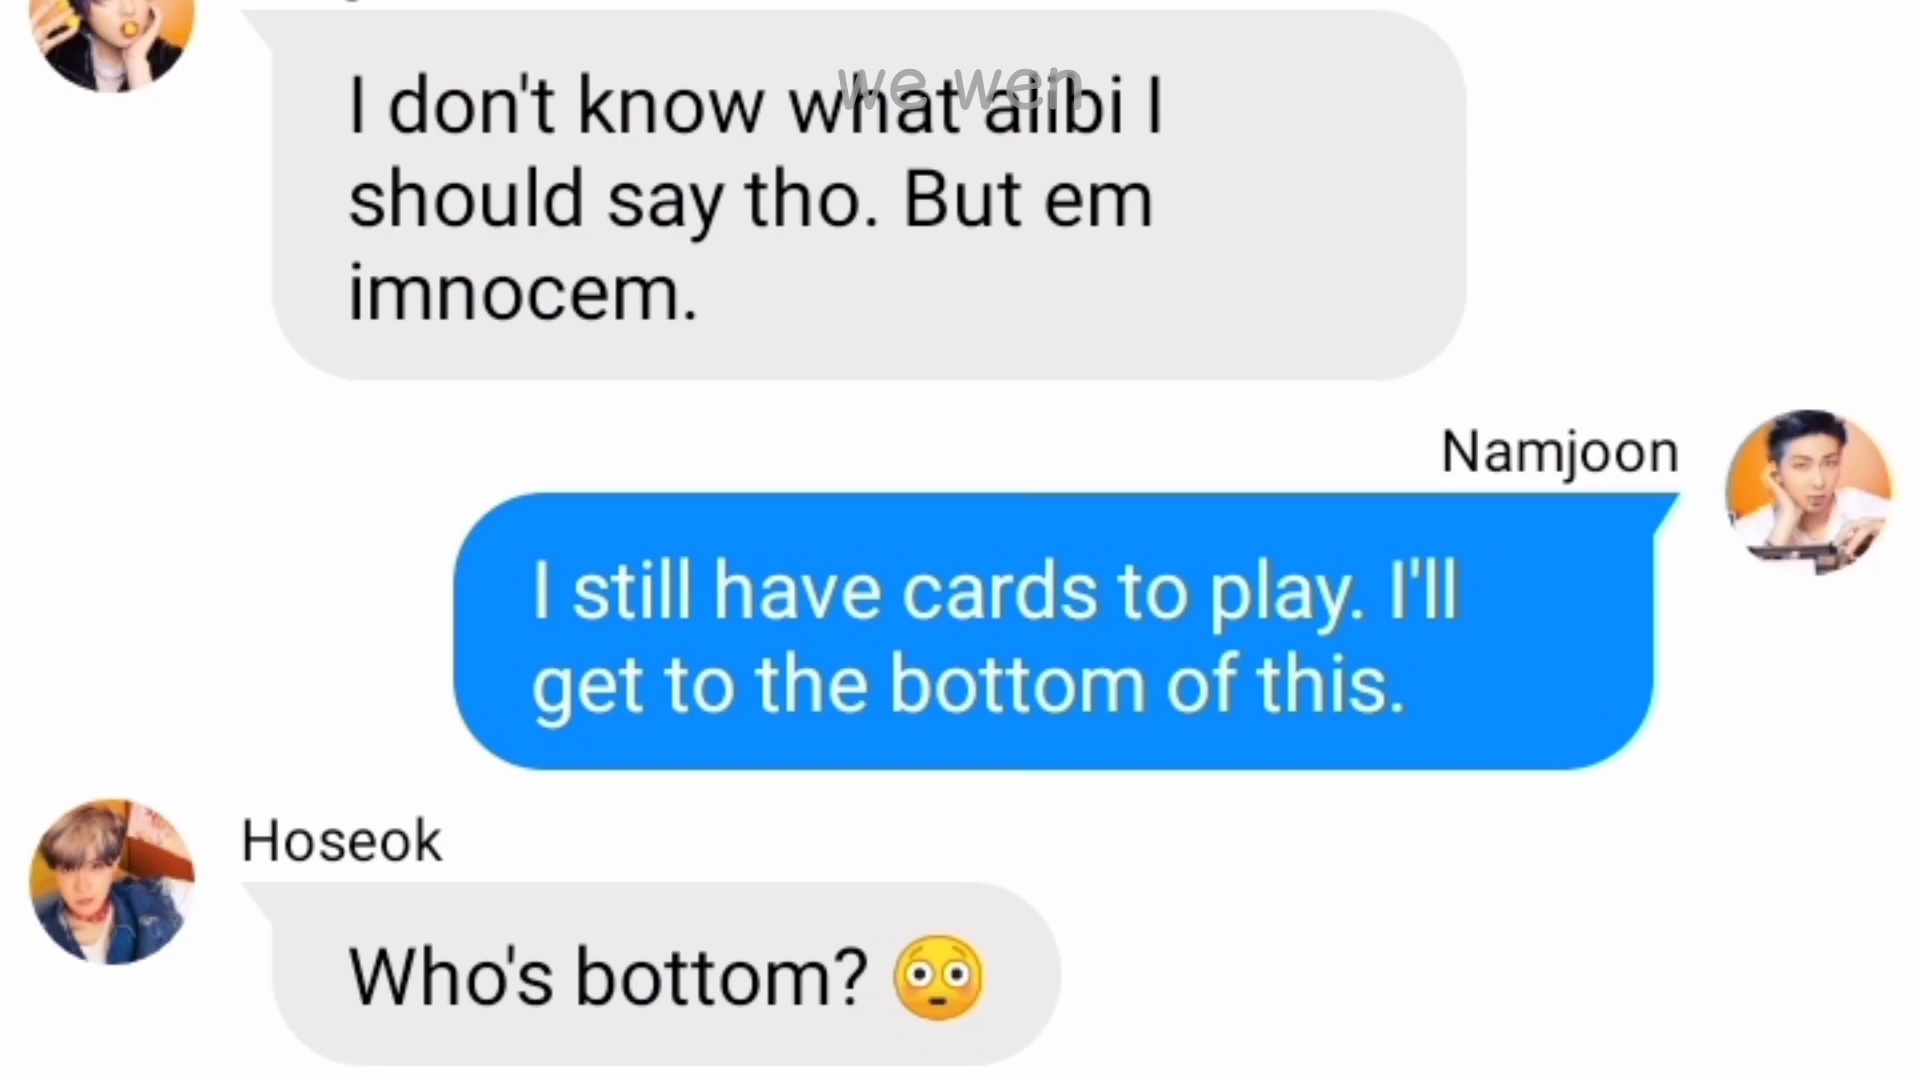 we wen
I don't know what alibi I
should say tho. But em
imnocem.
Namjoon
I still have cards to play. I'll
get to the bottom of this.
Hoseok
Who's bottom? 😳